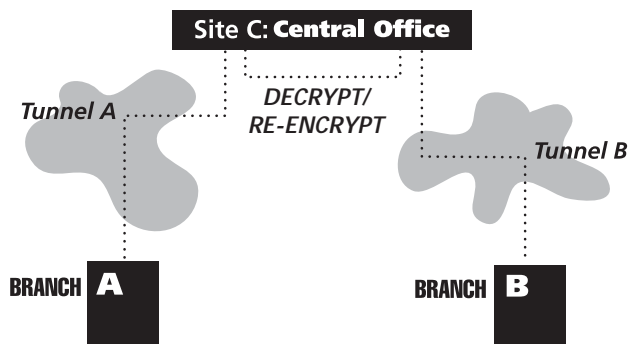 Site C: Central Office
DECRYPT/
RE-ENCRYPT
Tunnel A
Tunnel B
BRANCH A
BRANCH B